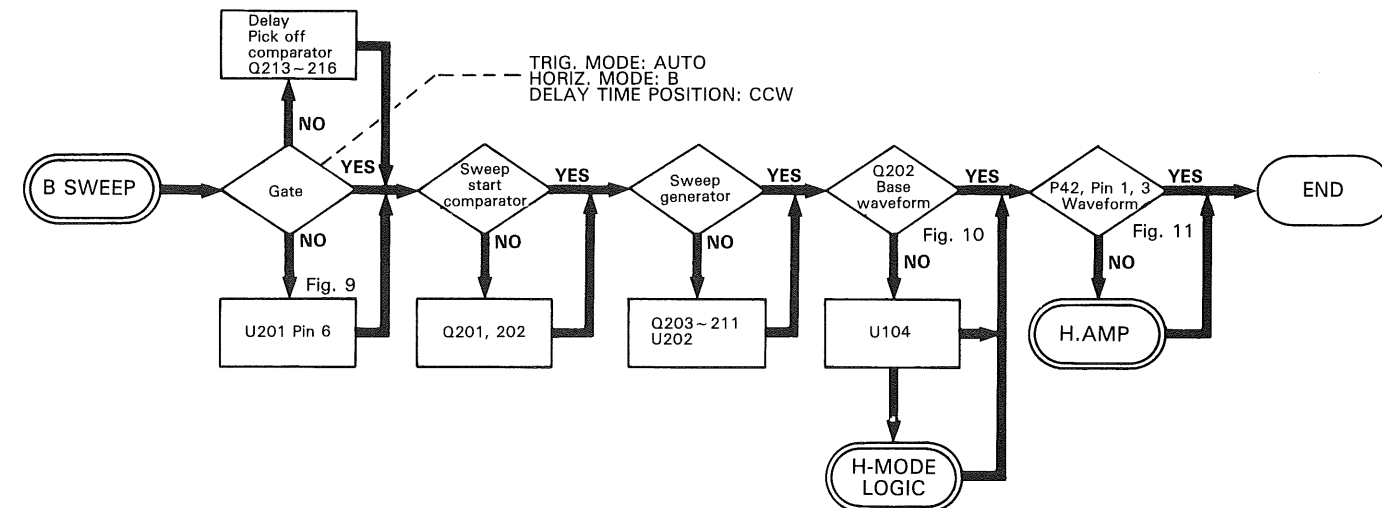 Delay
Pick off
comparator
Q213~216
TRIG. MODE: AUTO
HORIZ. MODE: B
DELAY TIME POSITION: CCW
NO
B SWEEP
Gate
YES
Sweep
start
comparator
YES
Sweep
generator
YES
Q202
Base
waveform
YES
P42, Pin 1, 3
Waveform
YES
END
NO
Fig. 9
NO
NO
Fig. 10
NO
Fig. 11
NO
U201 Pin 6
Q201, 202
Q203~211
U202
U104
H.AMP
H-MODE
LOGIC